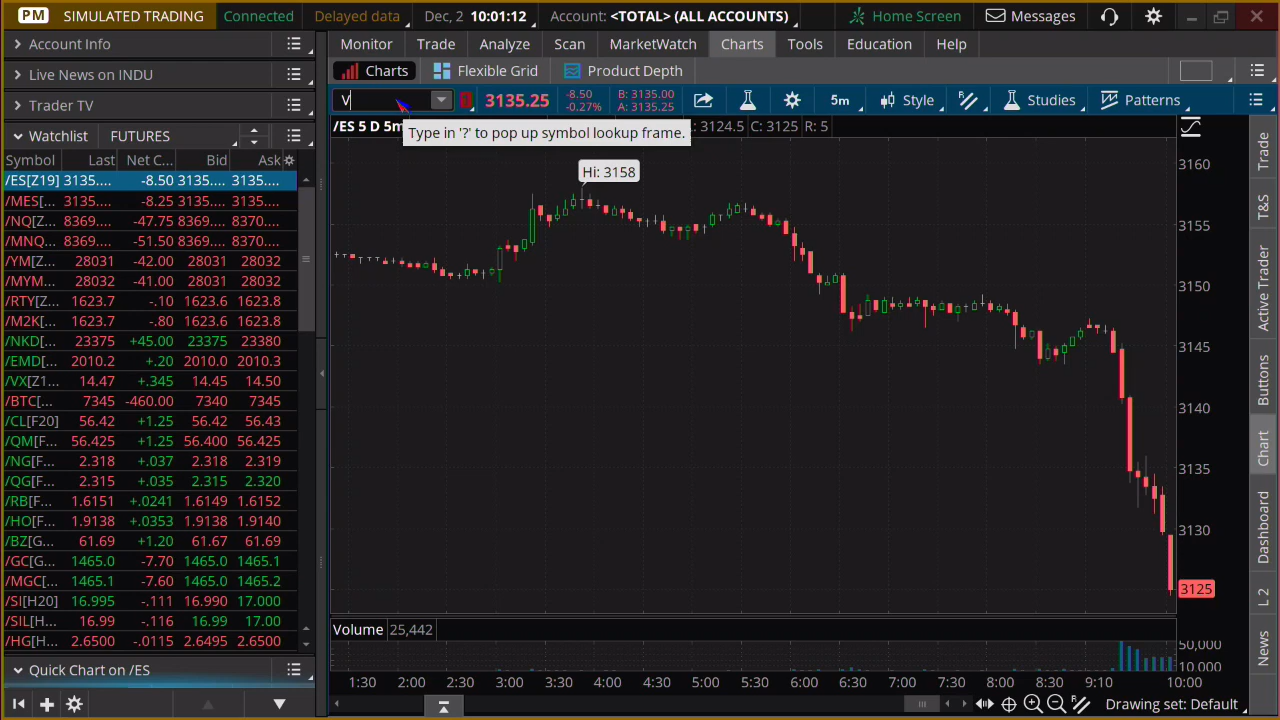 PM SIMULATED TRADING Connected Delayed data Dec, 2 10:01:12 Account: <TOTAL> (ALL ACCOUNTS) Home Screen Messages
Account Info
Live News on INDU
Trader TV
Watchlist FUTURES
Symbol Last Net C... Bid Ask
/ES[Z19] 3135.... -8.50 3135.... 3135....
/MES[... 3135.... -8.25 3135.... 3135....
/NQ[... 8369... -47.75 8369... 8370....
/MNQ... 8369... -51.50 8369... 8370....
/YM[Z... 28031 -42.00 28031 28032
/MYM... 28032 -41.00 28031 28032
/RTY[Z... 1623.7 -.10 1623.6 1623.8
/M2K[... 1623.7 -.80 1623.6 1623.8
/NKD[... 23375 +45.00 23375 23380
/EMD[... 2010.2 +.20 2010.0 2010.3
/VX[Z1... 14.47 +.345 14.45 14.50
/BTC[... 7345 -460.00 7340 7345
/CL[F20] 56.42 +1.25 56.42 56.43
/QM[F... 56.425 +1.25 56.400 56.425
/NG[F... 2.318 +.037 2.318 2.319
/QG[F... 2.315 +.035 2.315 2.320
/RB[F... 1.6151 +.0241 1.6149 1.6152
/HO[F... 1.9138 +.0353 1.9138 1.9140
/BZ[G... 61.69 +1.20 61.67 61.69
/GC[G... 1465.0 -7.70 1465.0 1465.1
/MGC[... 1465.1 -7.60 1465.0 1465.2
/SI[H20] 16.995 -.111 16.990 17.000
/SIL[H... 16.99 -.116 16.99 17.00
/HG[H... 2.6500 -.0115 2.6495 2.6500
Quick Chart on /ES
Monitor Trade Analyze Scan MarketWatch Charts Tools Education Help
Charts Flexible Grid Product Depth
V 3135.25 -8.50 B: 3135.00 5m Style Studies Patterns
-0.27% A: 3135.25
/ES 5 D 5m : 3124.5 C: 3125 R: 5
Type in '?' to pop up symbol lookup frame.
Hi: 3158
3160
3155
3150
3145
3140
3135
3130
3125
Volume 25,442
50,000
10,000
1:30 2:00 2:30 3:00 3:30 4:00 4:30 5:00 5:30 6:00 6:30 7:00 7:30 8:00 8:30 9:10 10:00
Drawing set: Default
Trade
T&S
Active Trader
Buttons
Chart
Dashboard
L 2
News